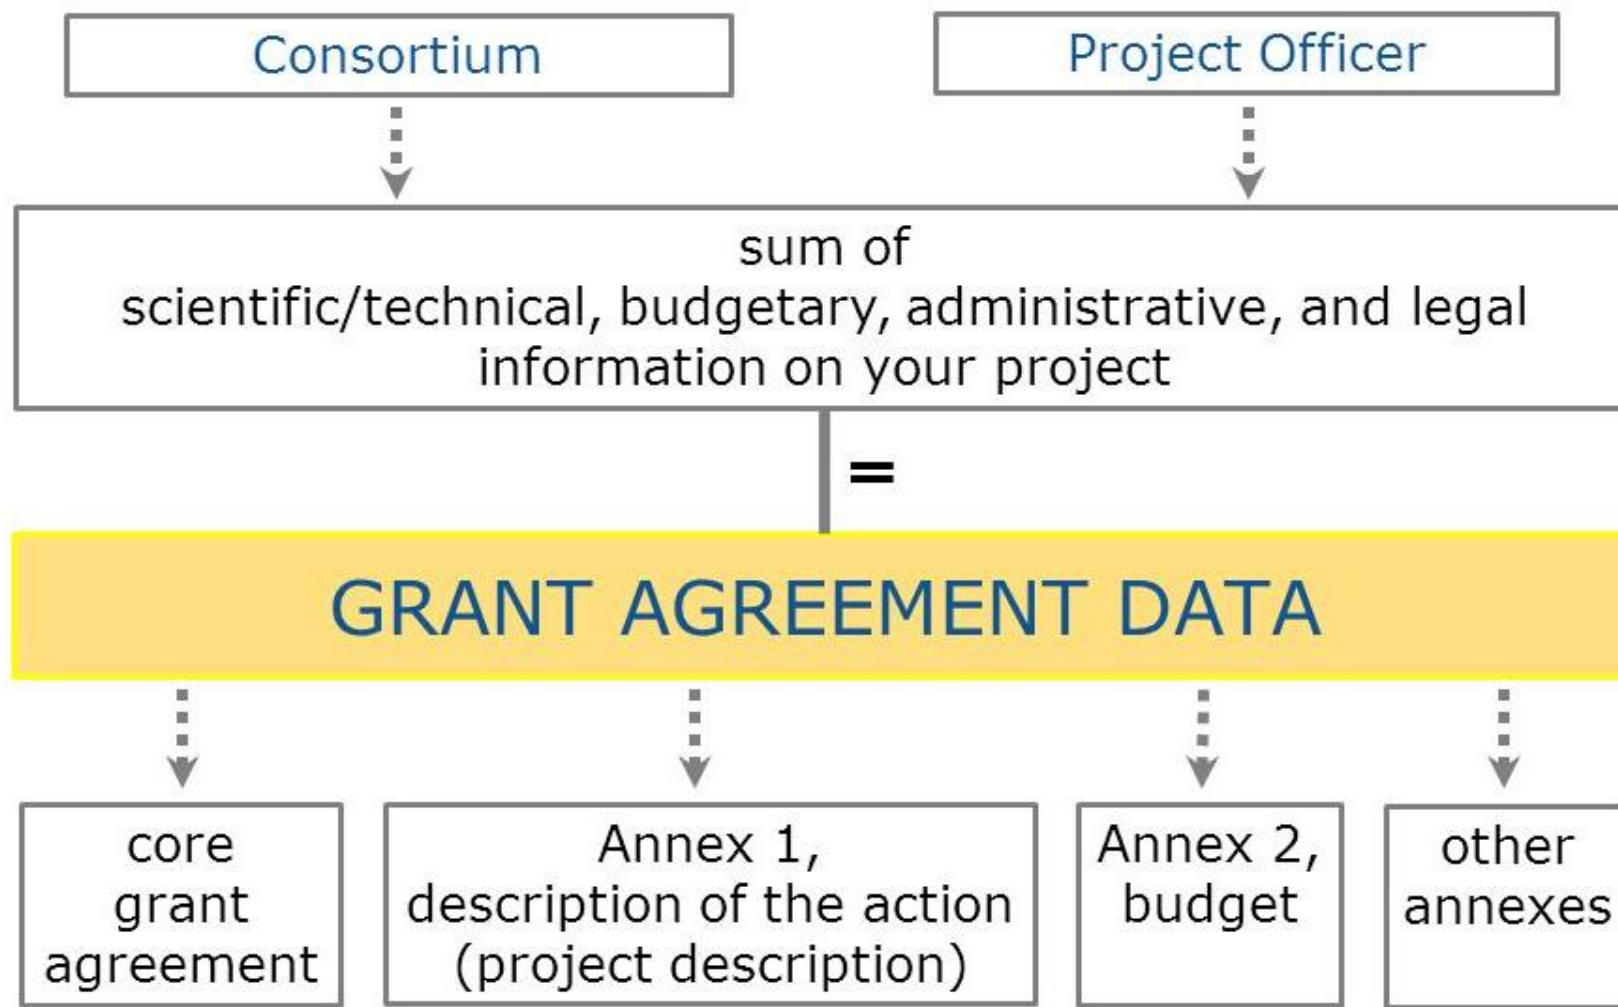 Consortium
Project Officer
sum of
scientific/technical, budgetary, administrative, and legal
information on your project
=
GRANT AGREEMENT DATA
core
grant
agreement
Annex 1,
description of the action
(project description)
Annex 2,
budget
other
annexes